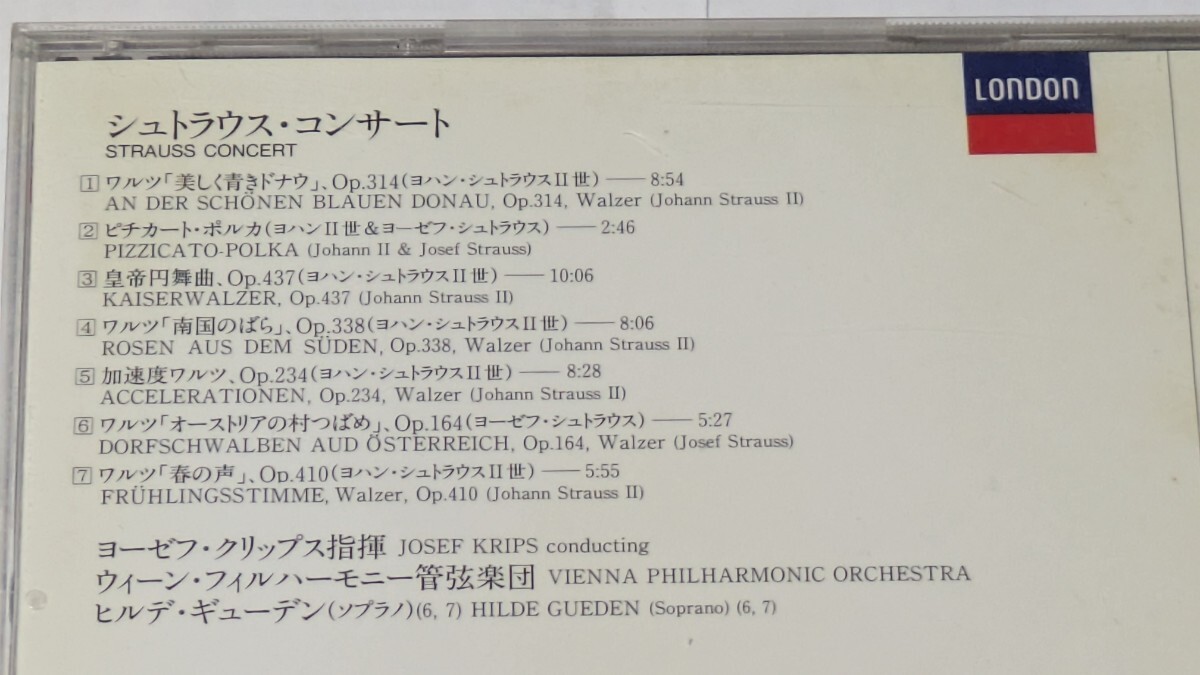 LONDON
シュトラウス・コンサート
STRAUSS CONCERT
1 ワルツ「美しく青きドナウ」、Op.314(ヨハン・シュトラウスII世) ── 8:54
AN DER SCHÖNEN BLAUEN DONAU, Op.314, Walzer (Johann Strauss II)
2 ピチカート・ポルカ(ヨハンII世&ヨーゼフ・シュトラウス) ── 2:46
PIZZICATO-POLKA (Johann II & Josef Strauss)
3 皇帝円舞曲、Op.437(ヨハン・シュトラウスII世) ── 10:06
KAISERWALZER, Op.437 (Johann Strauss II)
4 ワルツ「南国のばら」、Op.338(ヨハン・シュトラウスII世) ── 8:06
ROSEN AUS DEM SÜDEN, Op.338, Walzer (Johann Strauss II)
5 加速度ワルツ、Op.234(ヨハン・シュトラウスII世) ── 8:28
ACCELERATIONEN, Op.234, Walzer (Johann Strauss II)
6 ワルツ「オーストリアの村つばめ」、Op.164(ヨーゼフ・シュトラウス) ── 5:27
DORFSCHWALBEN AUD ÖSTERREICH, Op.164, Walzer (Josef Strauss)
7 ワルツ「春の声」、Op.410(ヨハン・シュトラウスII世) ── 5:55
FRÜHLINGSSTIMME, Walzer, Op.410 (Johann Strauss II)
ヨーゼフ・クリップス指揮 JOSEF KRIPS conducting
ウィーン・フィルハーモニー管弦楽団 VIENNA PHILHARMONIC ORCHESTRA
ヒルデ・ギューデン(ソプラノ)(6, 7) HILDE GUEDEN (Soprano) (6, 7)